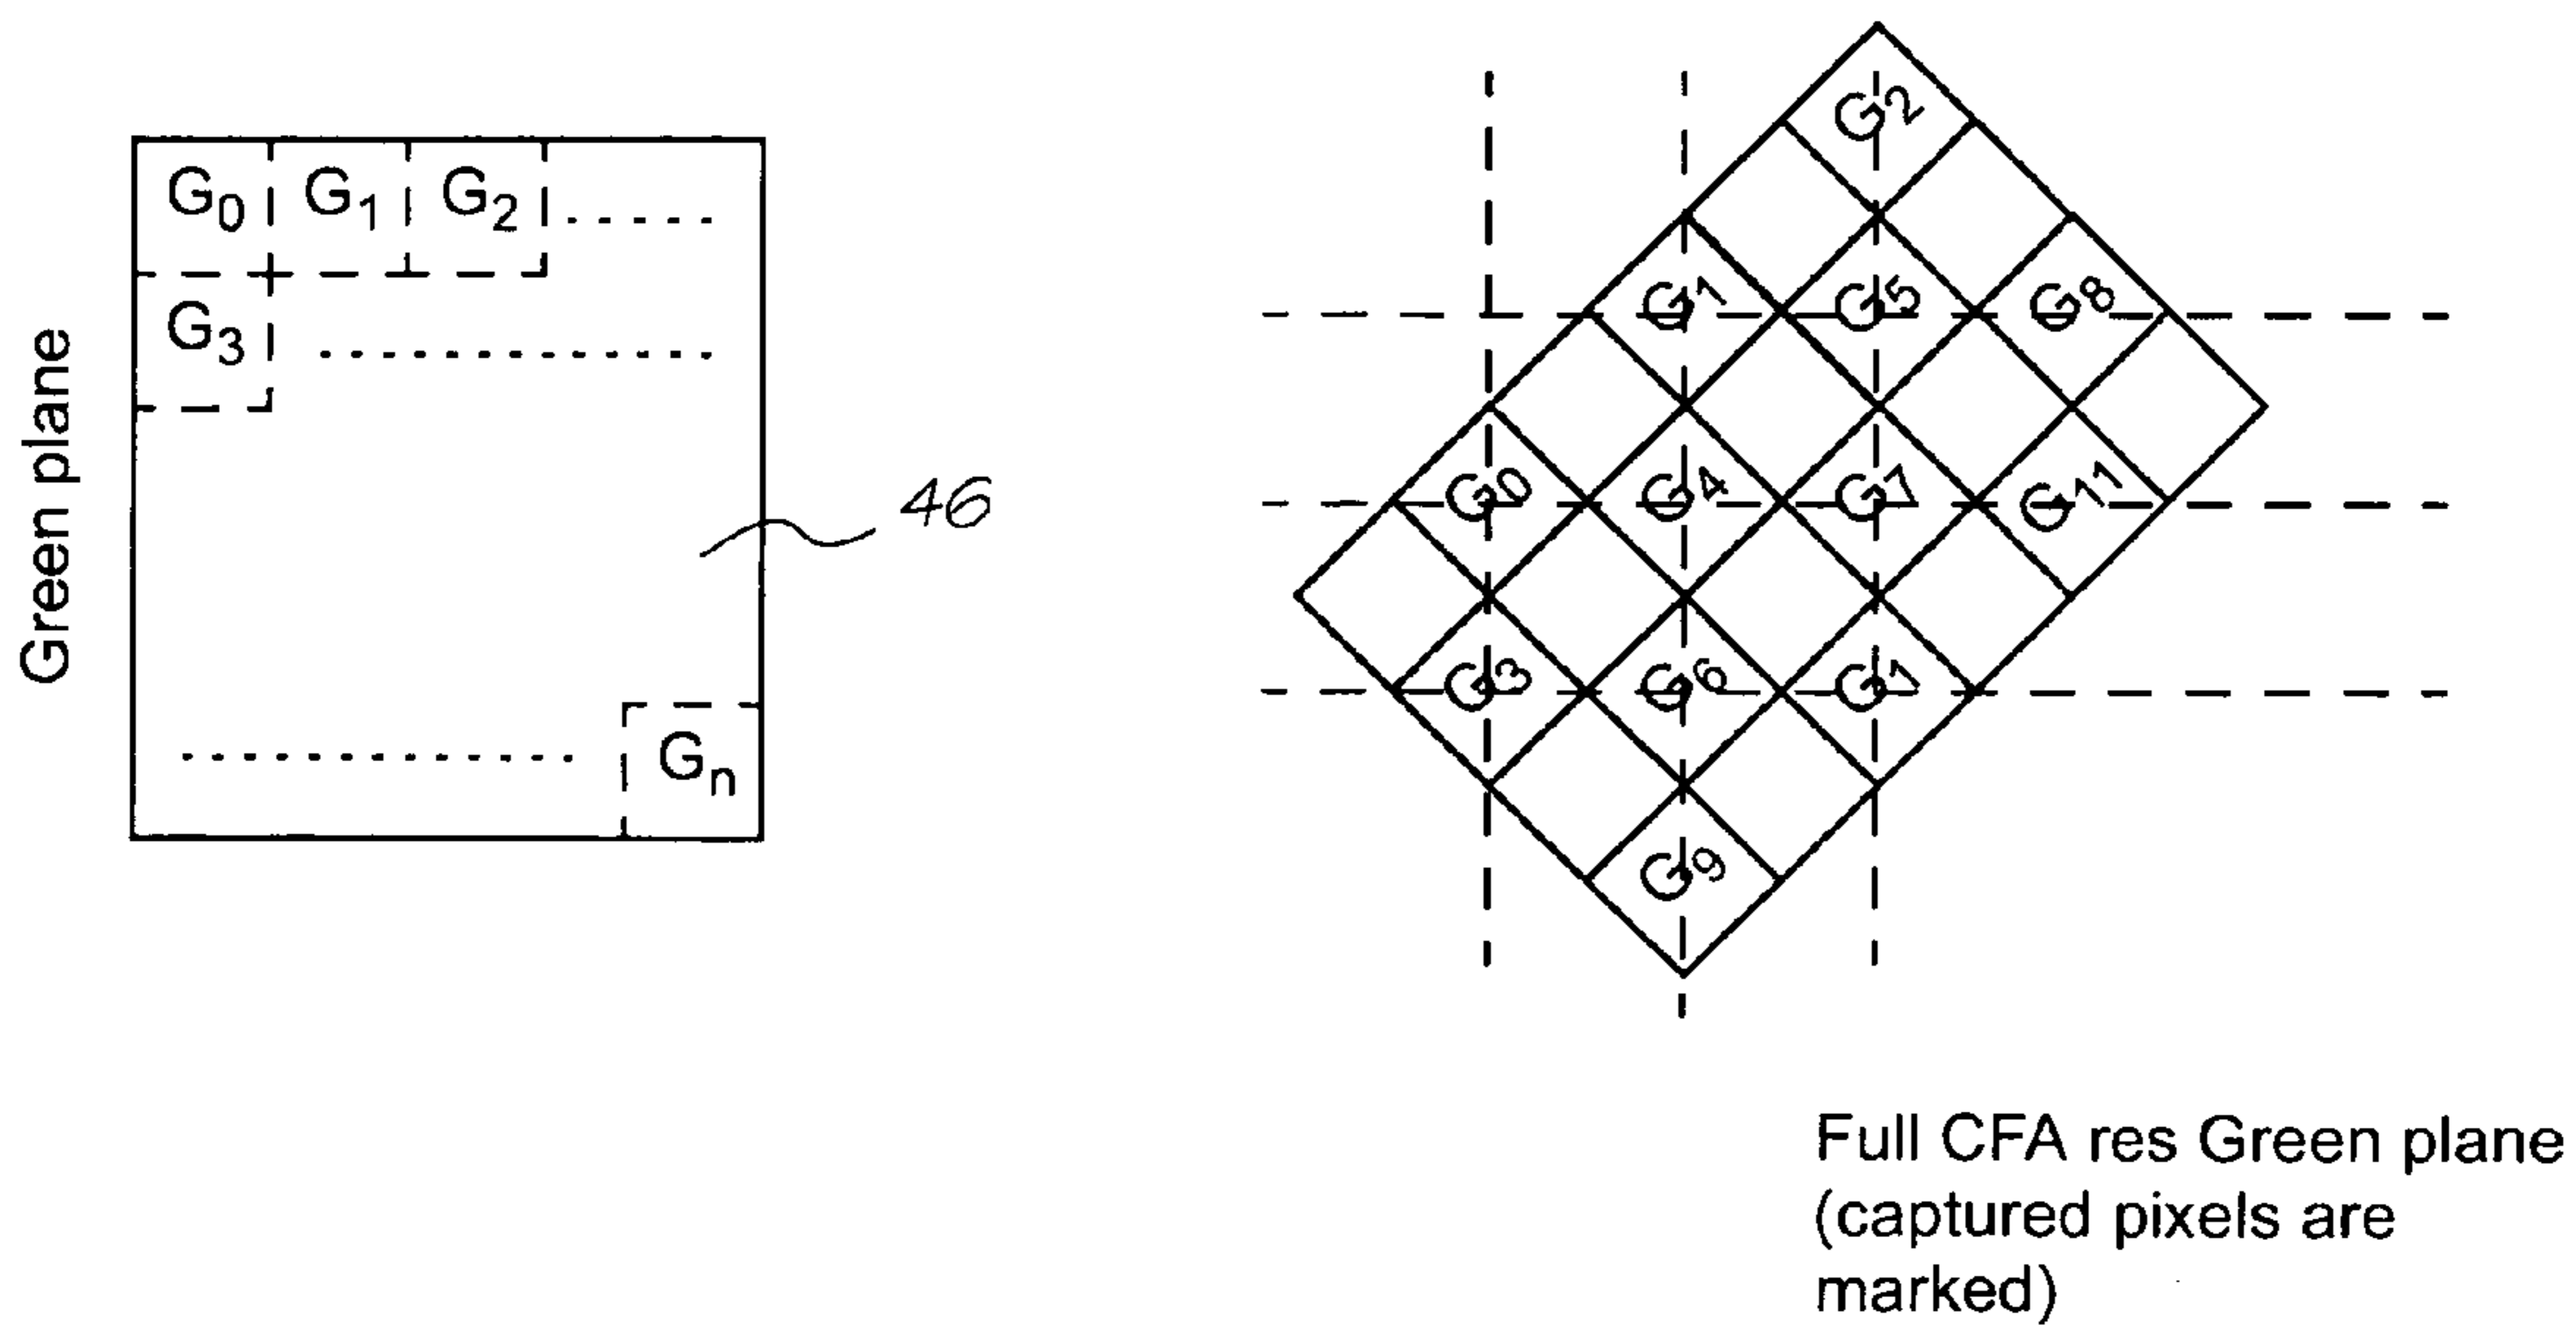 Green plane
G0 G1 G2 .....
G3 .............
............. Gn
46
G2
G1 G5 G8
G0 G4 G7 G11
G3 G6 G1
G9
Full CFA res Green plane
(captured pixels are
marked)